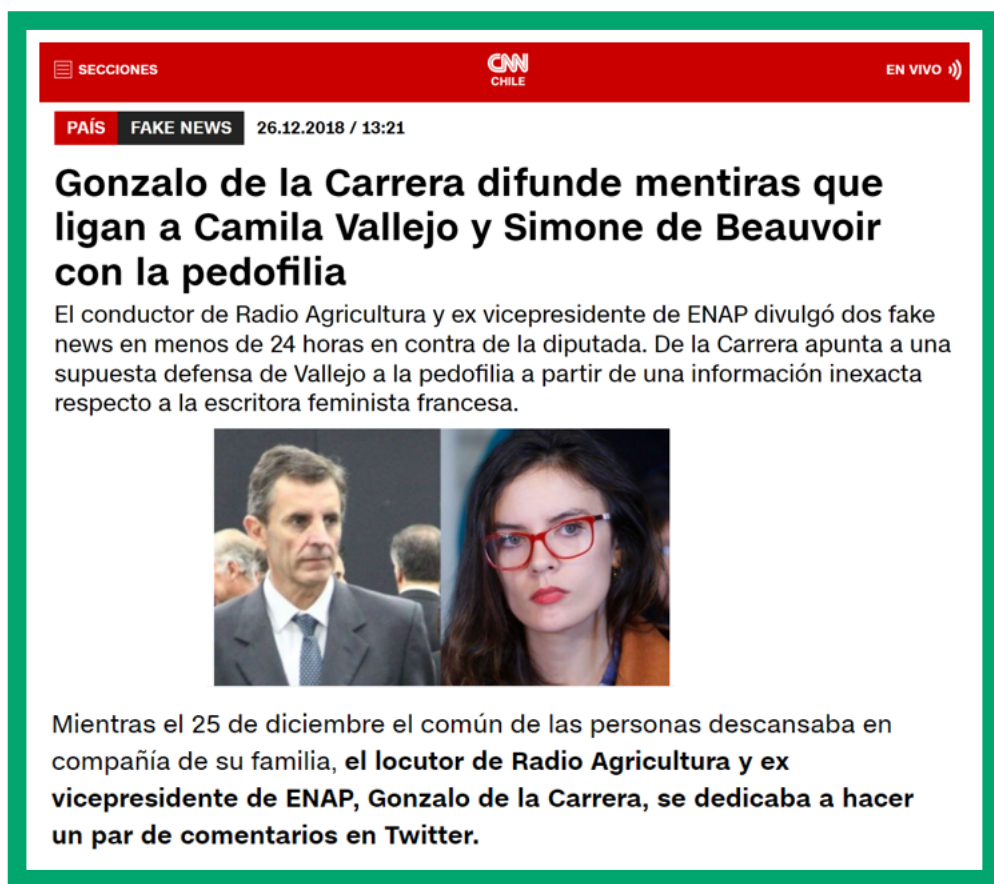 SECCIONES
CNN
CHILE
EN VIVO
PAÍS FAKE NEWS 26.12.2018 / 13:21
Gonzalo de la Carrera difunde mentiras que
ligan a Camila Vallejo y Simone de Beauvoir
con la pedofilia
El conductor de Radio Agricultura y ex vicepresidente de ENAP divulgó dos fake
news en menos de 24 horas en contra de la diputada. De la Carrera apunta a una
supuesta defensa de Vallejo a la pedofilia a partir de una información inexacta
respecto a la escritora feminista francesa.
Mientras el 25 de diciembre el común de las personas descansaba en
compañía de su familia, el locutor de Radio Agricultura y ex
vicepresidente de ENAP, Gonzalo de la Carrera, se dedicaba a hacer
un par de comentarios en Twitter.